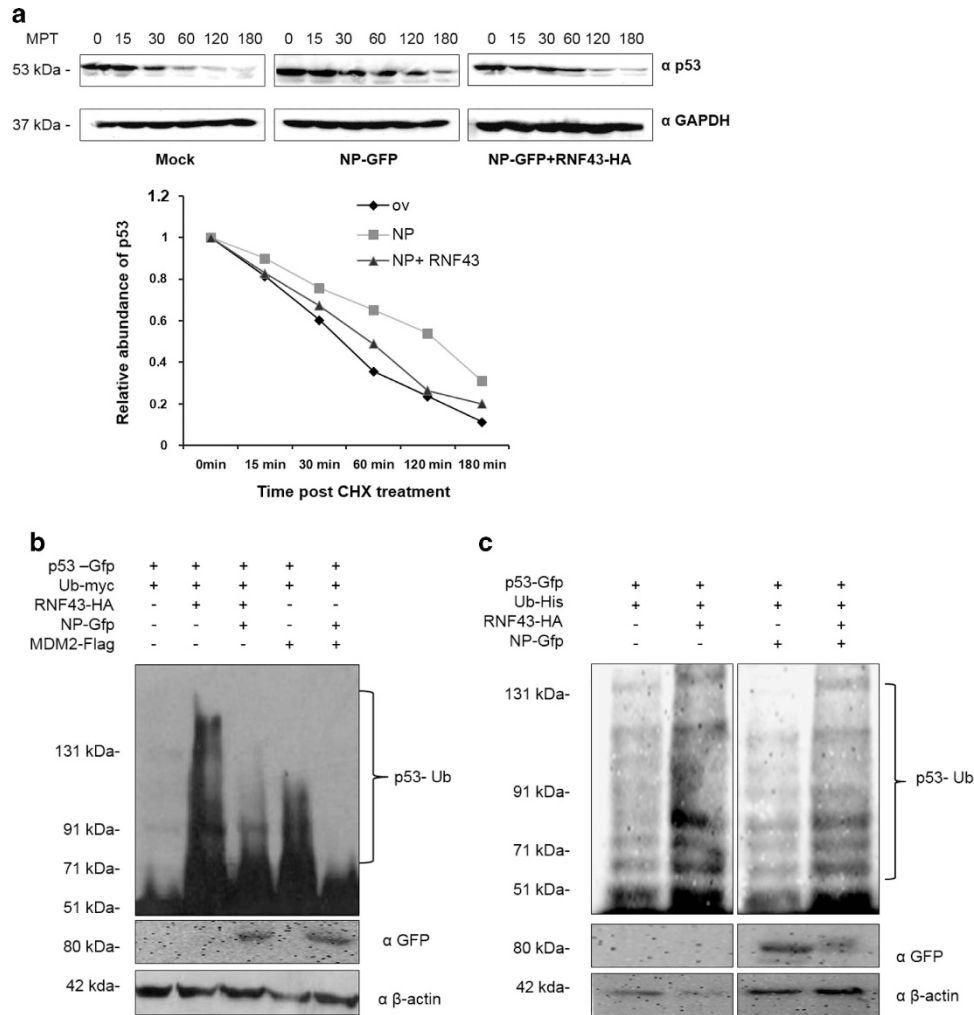 a
MPT 0 15 30 60 120 180 0 15 30 60 120 180 0 15 30 60 120 180
53 kDa - α p53
37 kDa - α GAPDH
Mock NP-GFP NP-GFP+RNF43-HA
1.2
1
0.8
0.6
0.4
0.2
0
Relative abundance of p53
ov
NP
NP+ RNF43
0min 15 min 30 min 60 min 120 min 180 min
Time post CHX treatment
b
p53 –Gfp + + + + +
Ub-myc + + + + +
RNF43-HA - + + - -
NP-Gfp - - + - +
MDM2-Flag - - - + +
131 kDa-
91 kDa-
71 kDa-
51 kDa-
p53- Ub
80 kDa- α GFP
42 kda- α β-actin
c
p53-Gfp + + + +
Ub-His + + + +
RNF43-HA - + - +
NP-Gfp - - + +
131 kDa-
91 kDa-
71 kDa-
51 kDa-
p53- Ub
80 kDa- α GFP
42 kDa- α β-actin